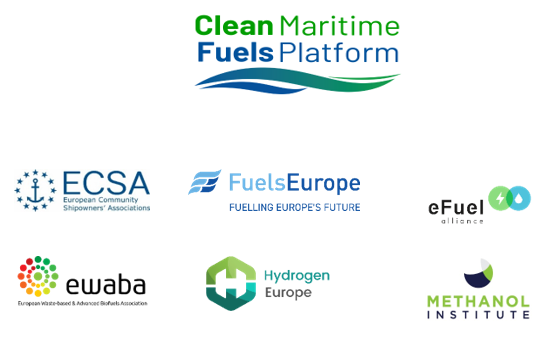 Clean Maritime
Fuels Platform
ECSA
European Community
Shipowners' Associations
FuelsEurope
FUELLING EUROPE'S FUTURE
eFuel
alliance
ewaba
European Waste-based & Advanced Biofuels Association
Hydrogen
Europe
METHANOL
INSTITUTE